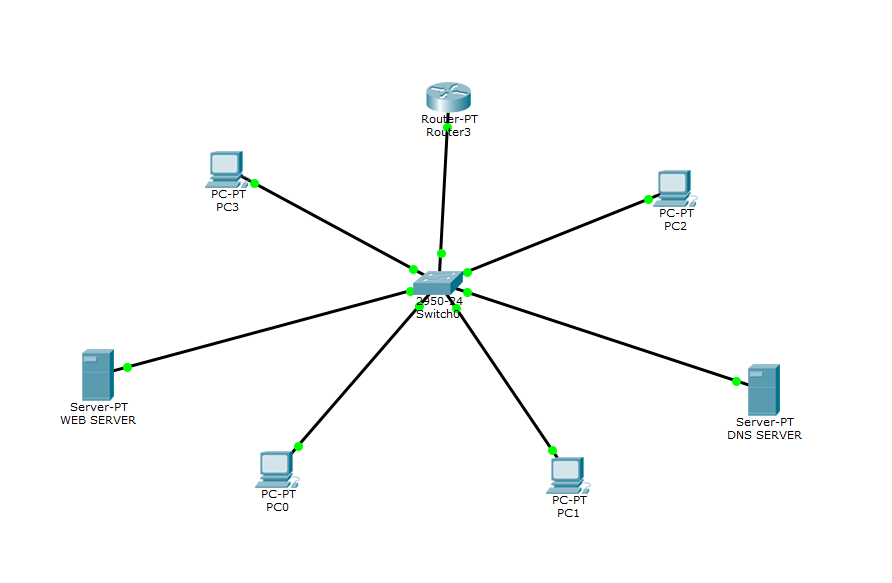 Router-PT
Router3
PC-PT
PC3
PC-PT
PC2
2950-24
Switch0
Server-PT
WEB SERVER
Server-PT
DNS SERVER
PC-PT
PC0
PC-PT
PC1